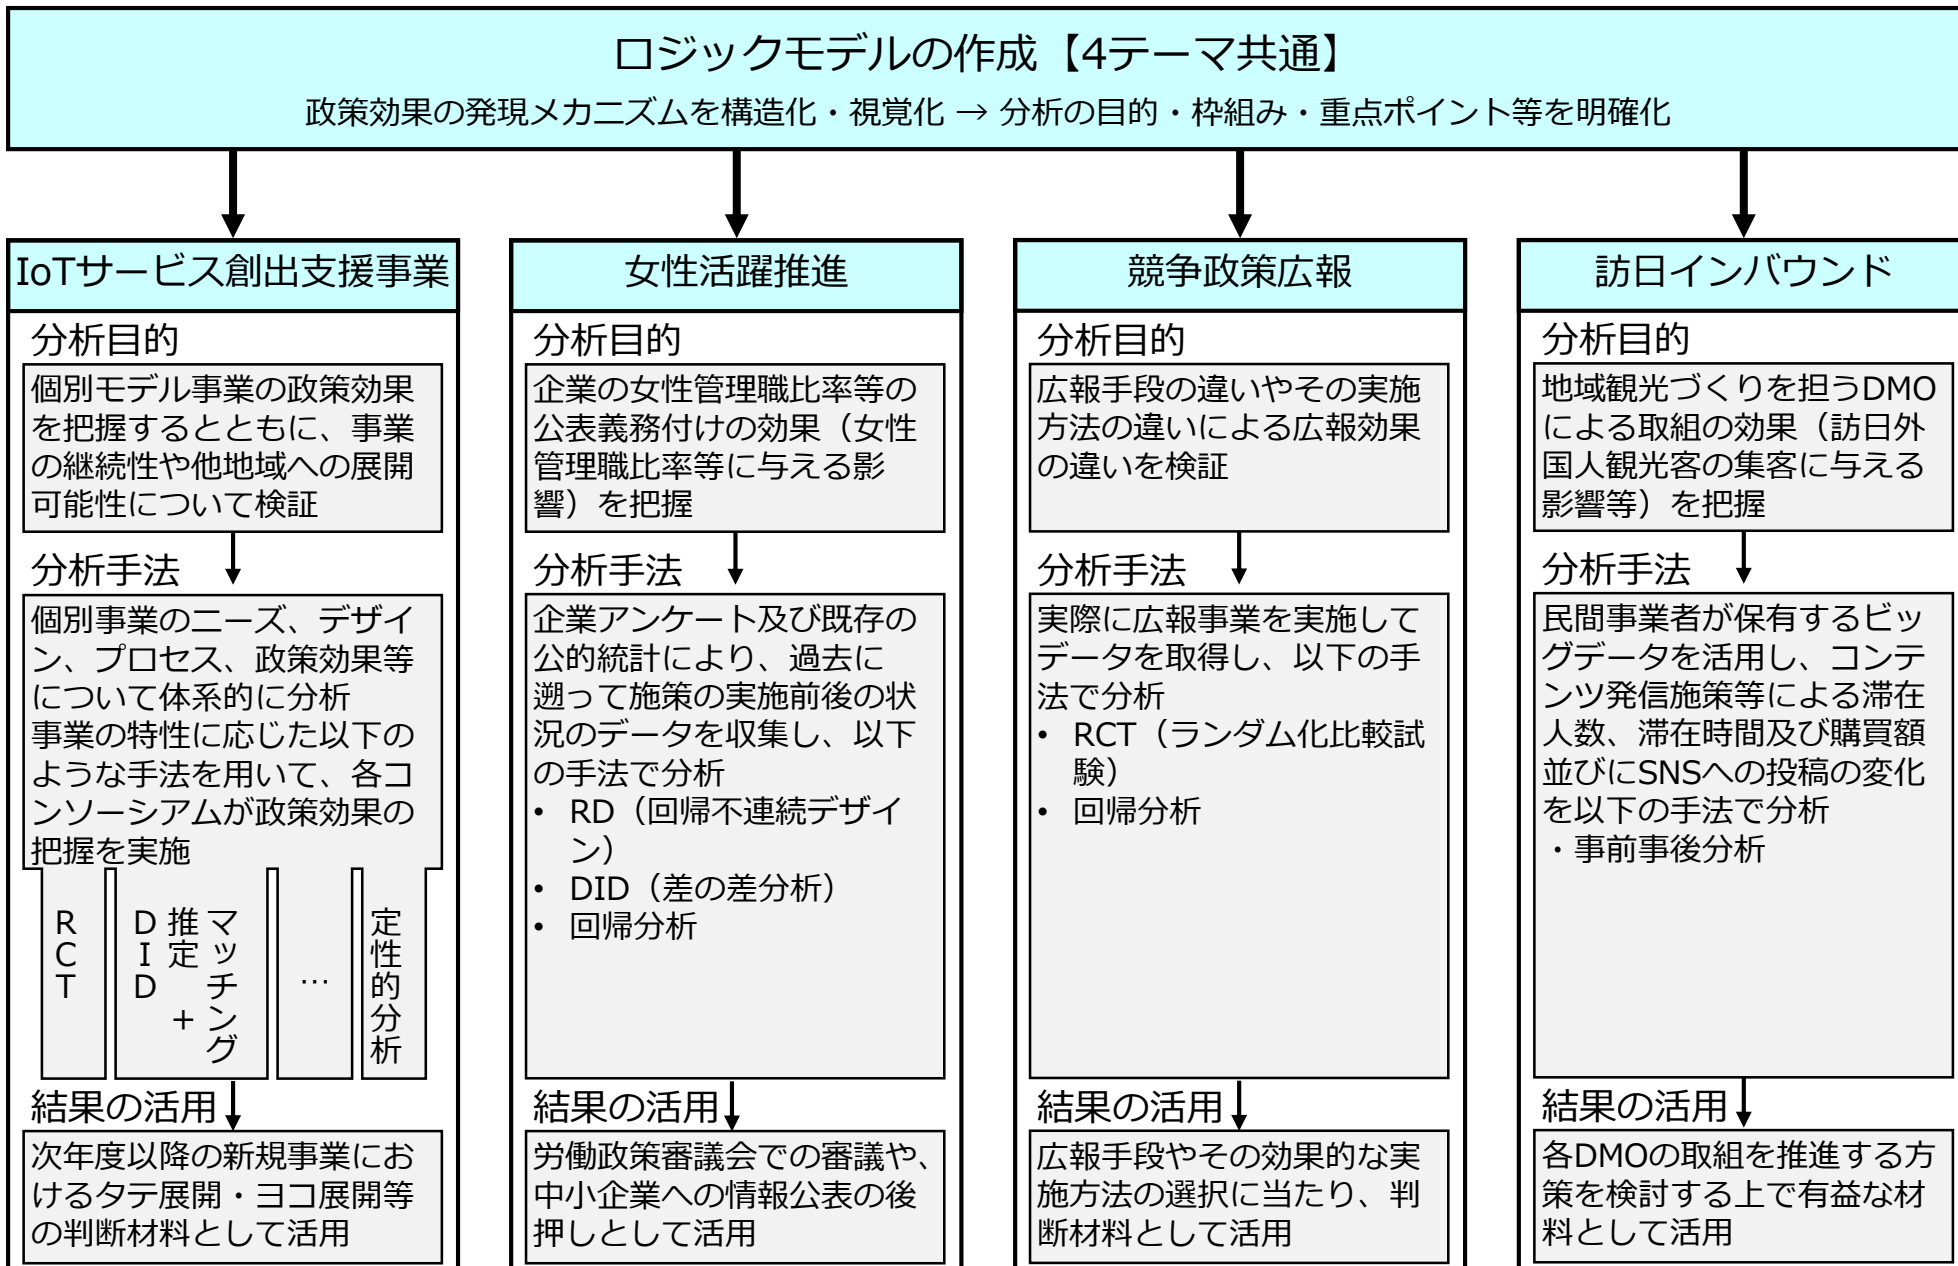 ロジックモデルの作成【4テーマ共通】
政策効果の発現メカニズムを構造化・視覚化 → 分析の目的・枠組み・重点ポイント等を明確化
IoTサービス創出支援事業
分析目的
個別モデル事業の政策効果
を把握するとともに、事業
の継続性や他地域への展開
可能性について検証
分析手法
個別事業のニーズ、デザイ
ン、プロセス、政策効果等
について体系的に分析
事業の特性に応じた以下の
ような手法を用いて、各コ
ンソーシアムが政策効果の
把握を実施
RCT
マッチング
推定 +
DID
…
定性的分析
結果の活用
次年度以降の新規事業にお
けるタテ展開・ヨコ展開等
の判断材料として活用
女性活躍推進
分析目的
企業の女性管理職比率等の
公表義務付けの効果（女性
管理職比率等に与える影
響）を把握
分析手法
企業アンケート及び既存の
公的統計により、過去に
遡って施策の実施前後の状
況のデータを収集し、以下
の手法で分析
• RD（回帰不連続デザイ
ン）
• DID（差の差分析）
• 回帰分析
結果の活用
労働政策審議会での審議や、
中小企業への情報公表の後
押しとして活用
競争政策広報
分析目的
広報手段の違いやその実施
方法の違いによる広報効果
の違いを検証
分析手法
実際に広報事業を実施して
データを取得し、以下の手
法で分析
• RCT（ランダム化比較試
験）
• 回帰分析
結果の活用
広報手段やその効果的な実
施方法の選択に当たり、判
断材料として活用
訪日インバウンド
分析目的
地域観光づくりを担うDMO
による取組の効果（訪日外
国人観光客の集客に与える
影響等）を把握
分析手法
民間事業者が保有するビッ
グデータを活用し、コンテ
ンツ発信施策等による滞在
人数、滞在時間及び購買額
並びにSNSへの投稿の変化
を以下の手法で分析
・事前事後分析
結果の活用
各DMOの取組を推進する方
策を検討する上で有益な材
料として活用